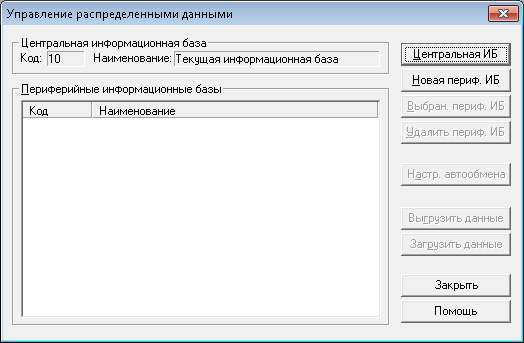 Управление распределенными данными
Центральная информационная база
Код: 10 Наименование: Текущая информационная база
Периферийные информационные базы
Код Наименование
Центральная ИБ
Новая периф. ИБ
Выбран. периф. ИБ
Удалить периф. ИБ
Настр. автообмена
Выгрузить данные
Загрузить данные
Закрыть
Помощь